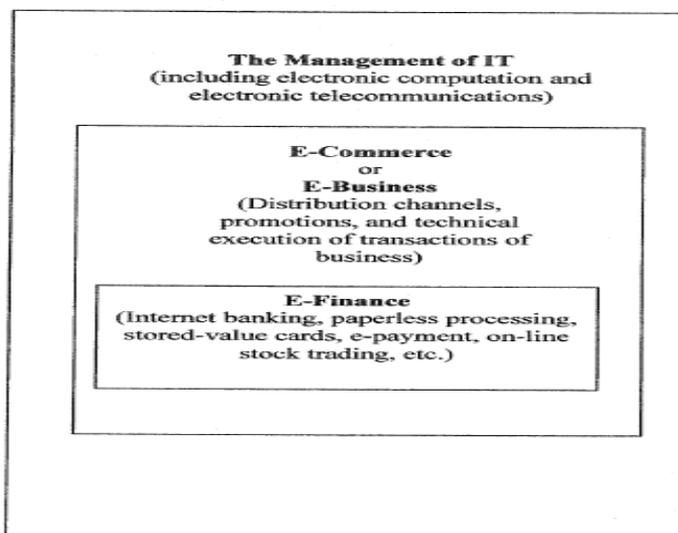 The Management of IT
(including electronic computation and
electronic telecommunications)
E-Commerce
or
E-Business
(Distribution channels,
promotions, and technical
execution of transactions of
business)
E-Finance
(Internet banking, paperless processing,
stored-value cards, e-payment, on-line
stock trading, etc.)